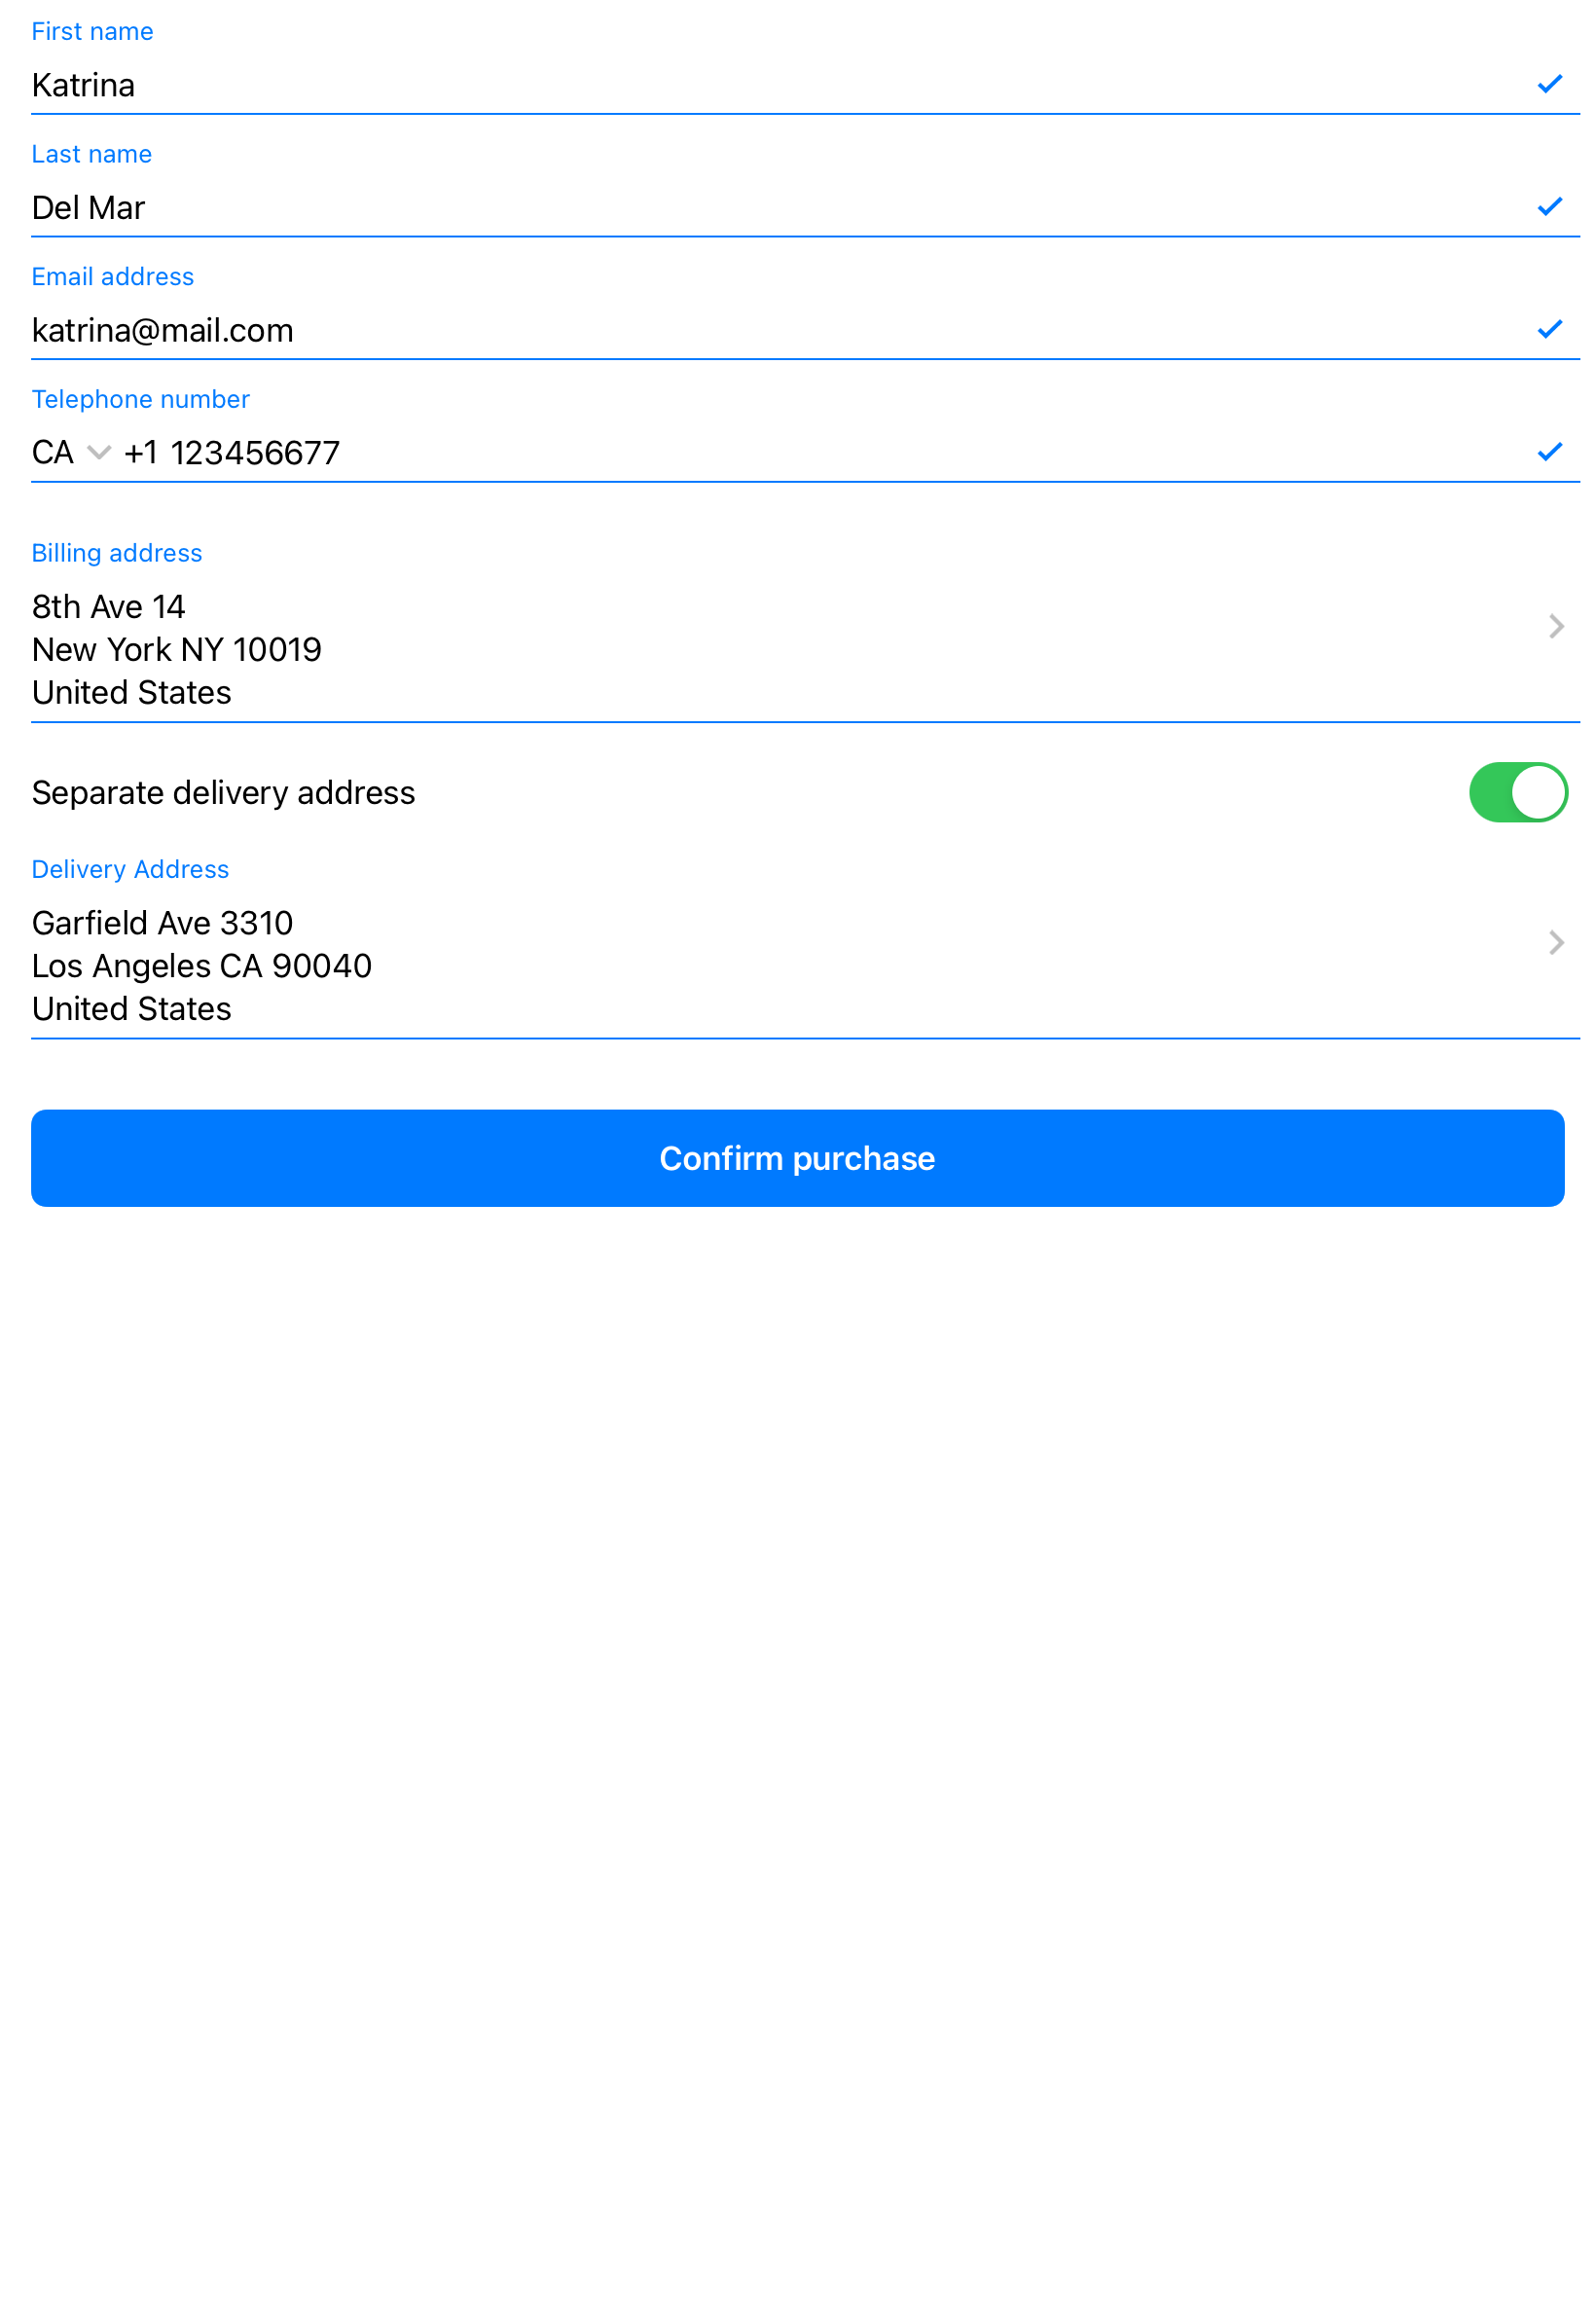 First name
Katrina
Last name
Del Mar
Email address
katrina@mail.com
Telephone number
CA +1 123456677
Billing address
8th Ave 14
New York NY 10019
United States
Separate delivery address
Delivery Address
Garfield Ave 3310
Los Angeles CA 90040
United States
Confirm purchase